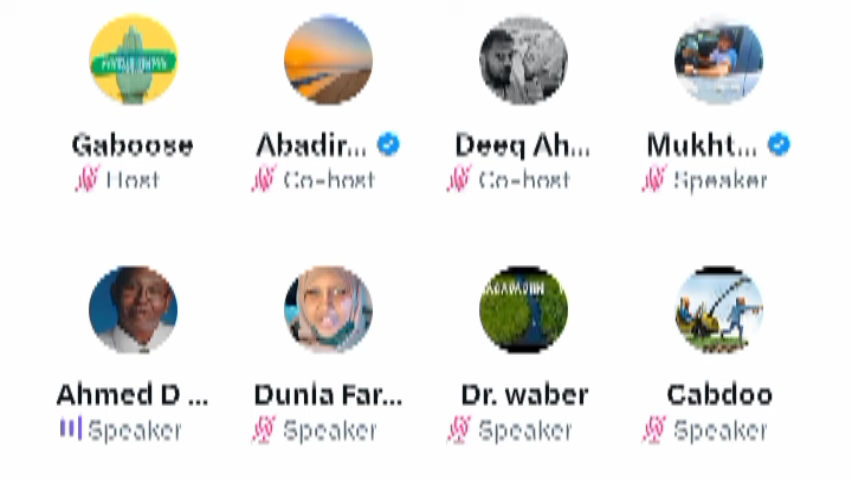 Gaboose Abadir... Deeq Ah... Mukht...
Host Co-host Co-host Speaker
Ahmed D ... Dunia Far... Dr. waber Cabdoo
Speaker Speaker Speaker Speaker